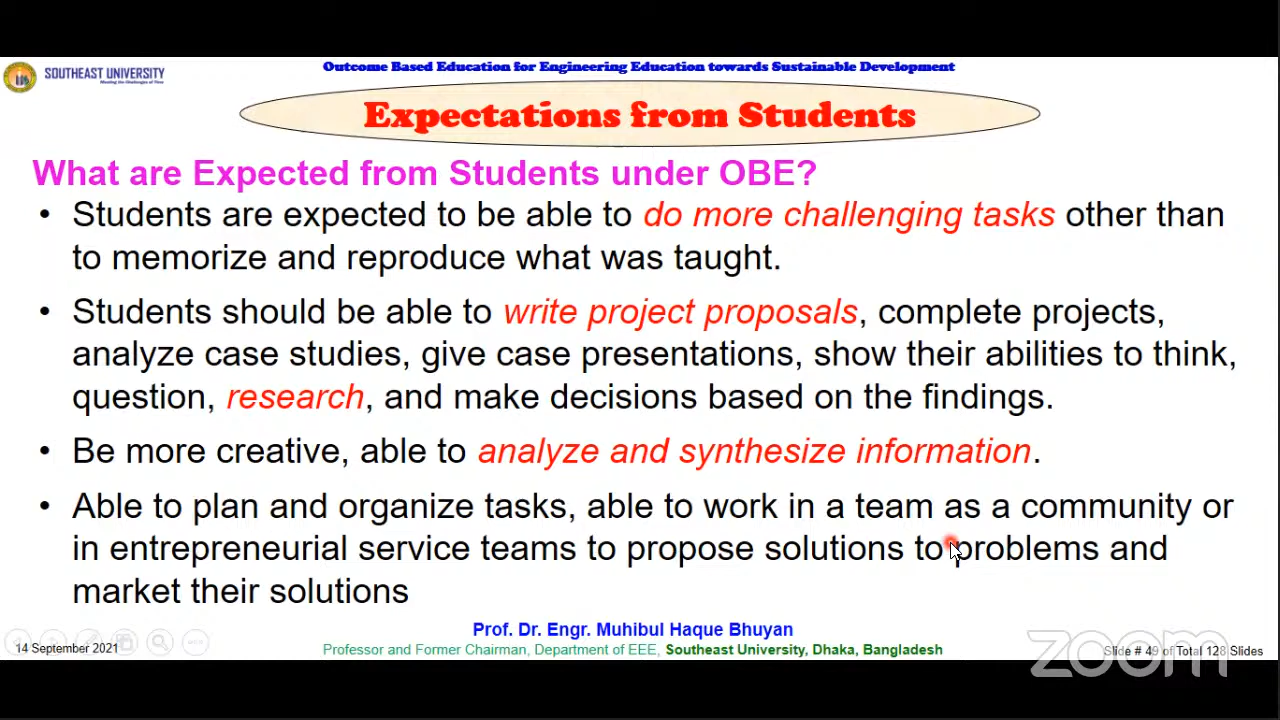 SOUTHEAST UNIVERSITY
Outcome Based Education for Engineering Education towards Sustainable Development
Expectations from Students
What are Expected from Students under OBE?
• Students are expected to be able to do more challenging tasks other than
to memorize and reproduce what was taught.
• Students should be able to write project proposals, complete projects,
analyze case studies, give case presentations, show their abilities to think,
question, research, and make decisions based on the findings.
• Be more creative, able to analyze and synthesize information.
• Able to plan and organize tasks, able to work in a team as a community or
in entrepreneurial service teams to propose solutions to problems and
market their solutions
Prof. Dr. Engr. Muhibul Haque Bhuyan
14 September 2021
Professor and Former Chairman, Department of EEE, Southeast University, Dhaka, Bangladesh
Slide # 49 of Total 128 Slides
zoom